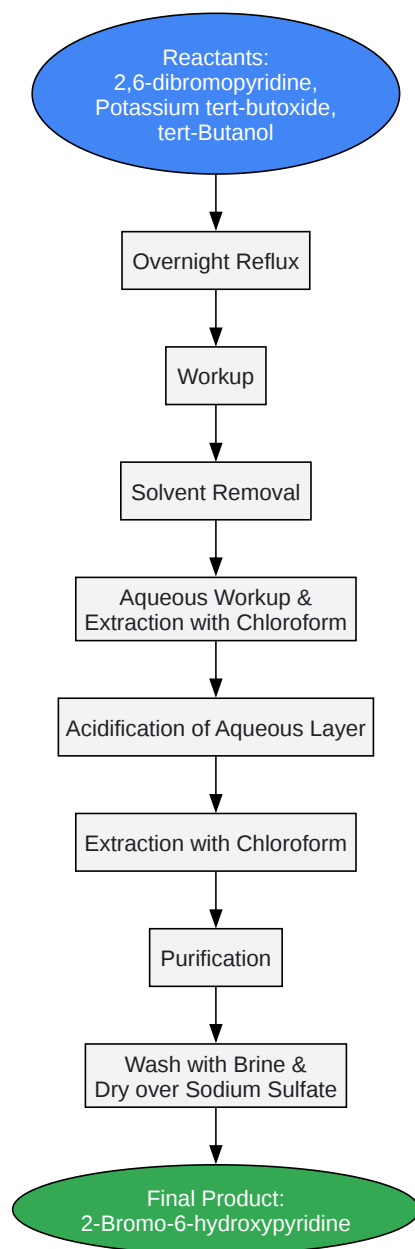 Reactants:
2,6-dibromopyridine,
Potassium tert-butoxide,
tert-Butanol
Overnight Reflux
Workup
Solvent Removal
Aqueous Workup &
Extraction with Chloroform
Acidification of Aqueous Layer
Extraction with Chloroform
Purification
Wash with Brine &
Dry over Sodium Sulfate
Final Product:
2-Bromo-6-hydroxypyridine